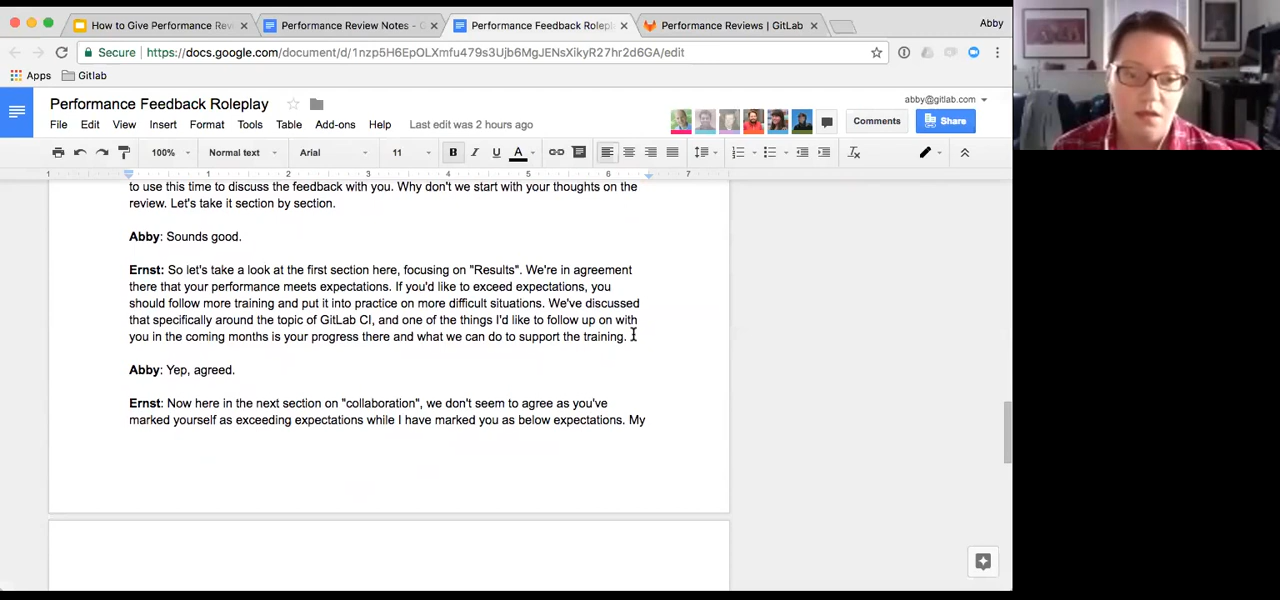 How to Give Performance Revi
Performance Review Notes - G
Performance Feedback Rolepl
Performance Reviews | GitLab
Abby
Secure
https://docs.google.com/document/d/1nzp5H6EpOLXmfu479s3Ujb6MgJENsXikyR27hr2d6GA/edit
Apps
Gitlab
Performance Feedback Roleplay
abby@gitlab.com
File Edit View Insert Format Tools Table Add-ons Help Last edit was 2 hours ago
Comments
Share
100% Normal text Arial 11 B I U A
1 1 2 3 4 5 6 7
to use this time to discuss the feedback with you. Why don't we start with your thoughts on the
review. Let's take it section by section.
Abby: Sounds good.
Ernst: So let's take a look at the first section here, focusing on "Results". We're in agreement
there that your performance meets expectations. If you'd like to exceed expectations, you
should follow more training and put it into practice on more difficult situations. We've discussed
that specifically around the topic of GitLab CI, and one of the things I'd like to follow up on with
you in the coming months is your progress there and what we can do to support the training.
Abby: Yep, agreed.
Ernst: Now here in the next section on "collaboration", we don't seem to agree as you've
marked yourself as exceeding expectations while I have marked you as below expectations. My